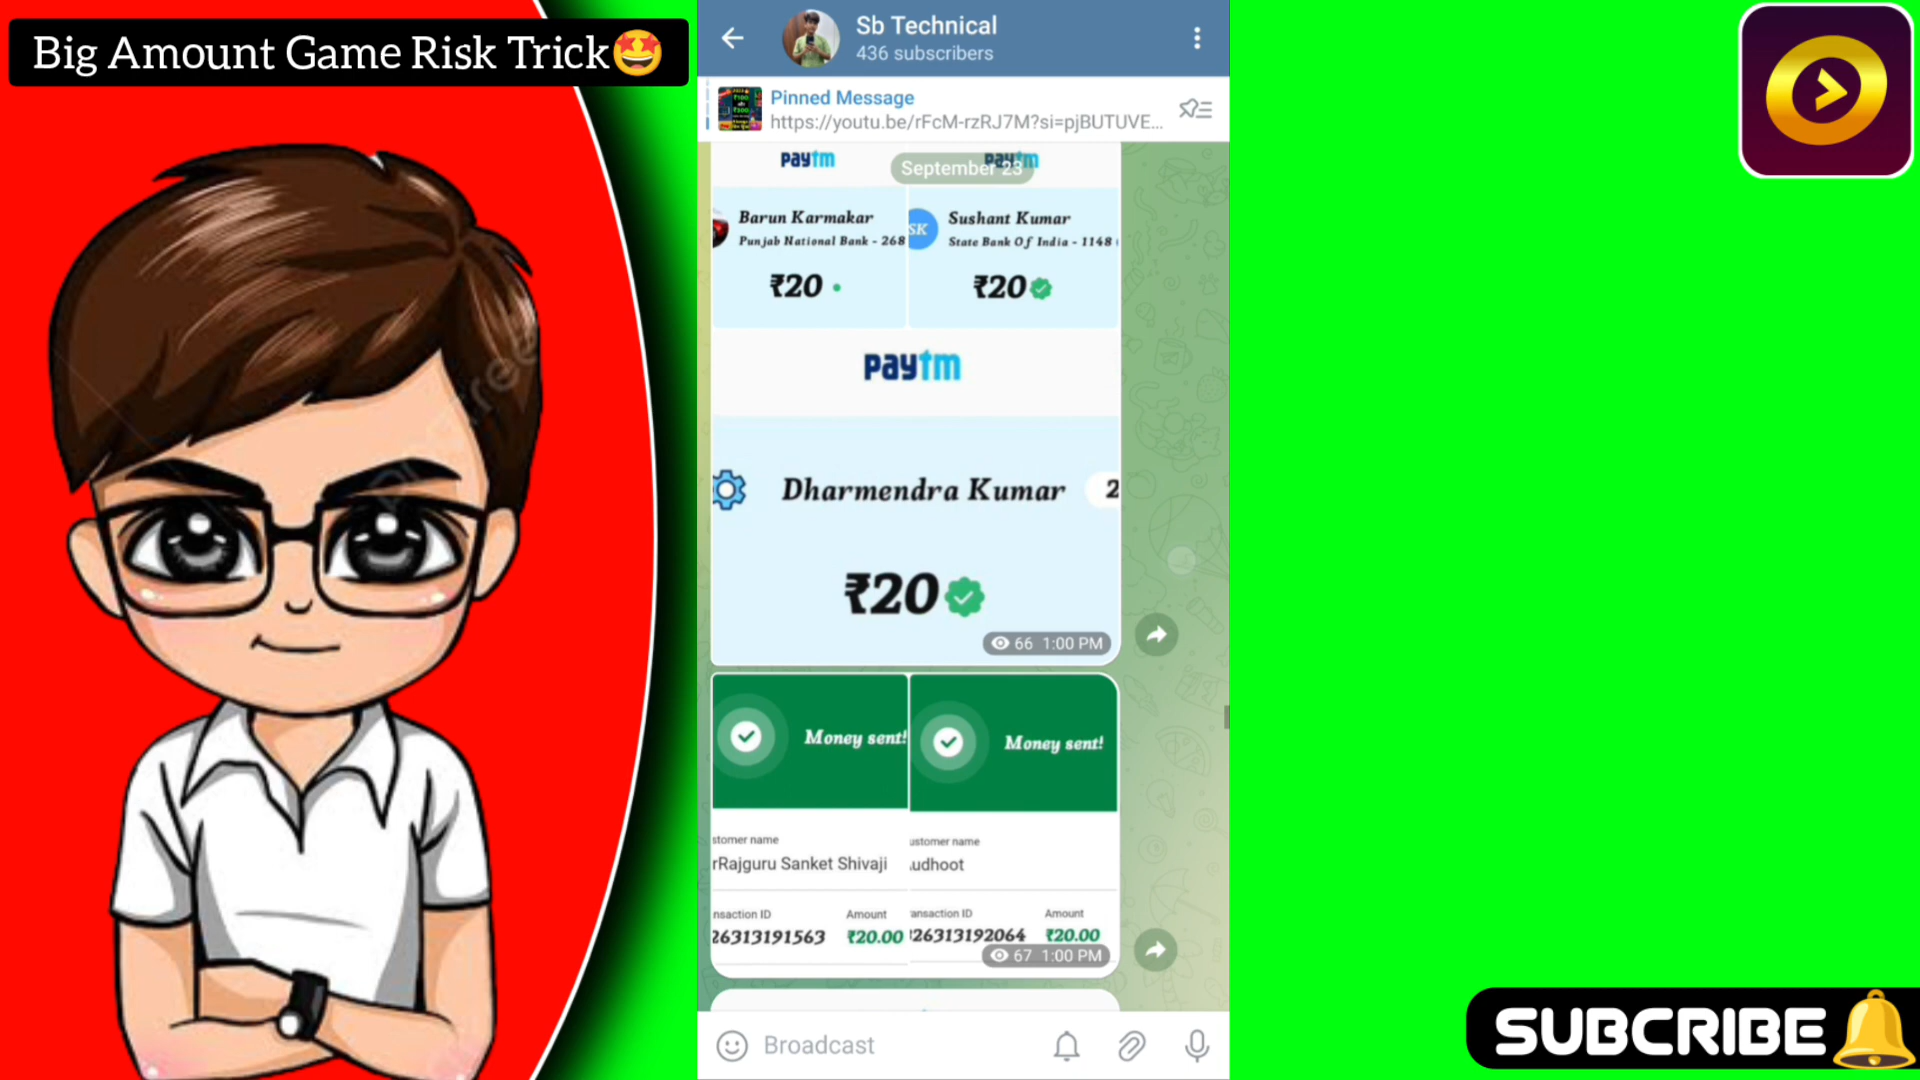 Big Amount Game Risk Trick
Sb Technical
436 subscribers
Pinned Message
https://youtu.be/rFcM-rzRJ7M?si=pjBUTUVE...
paytm
paytm
September 23
Barun Karmakar
Punjab National Bank - 268
₹20
SK
Sushant Kumar
State Bank Of India - 1148
₹20
paytm
Dharmendra Kumar
2
₹20
66 1:00 PM
Money sent!
Money sent!
stomer name
rRajguru Sanket Shivaji
ustomer name
udhoot
nsaction ID
Amount
26313191563
₹20.00
ansaction ID
Amount
26313192064
₹20.00
67 1:00 PM
Broadcast
SUBCRIBE